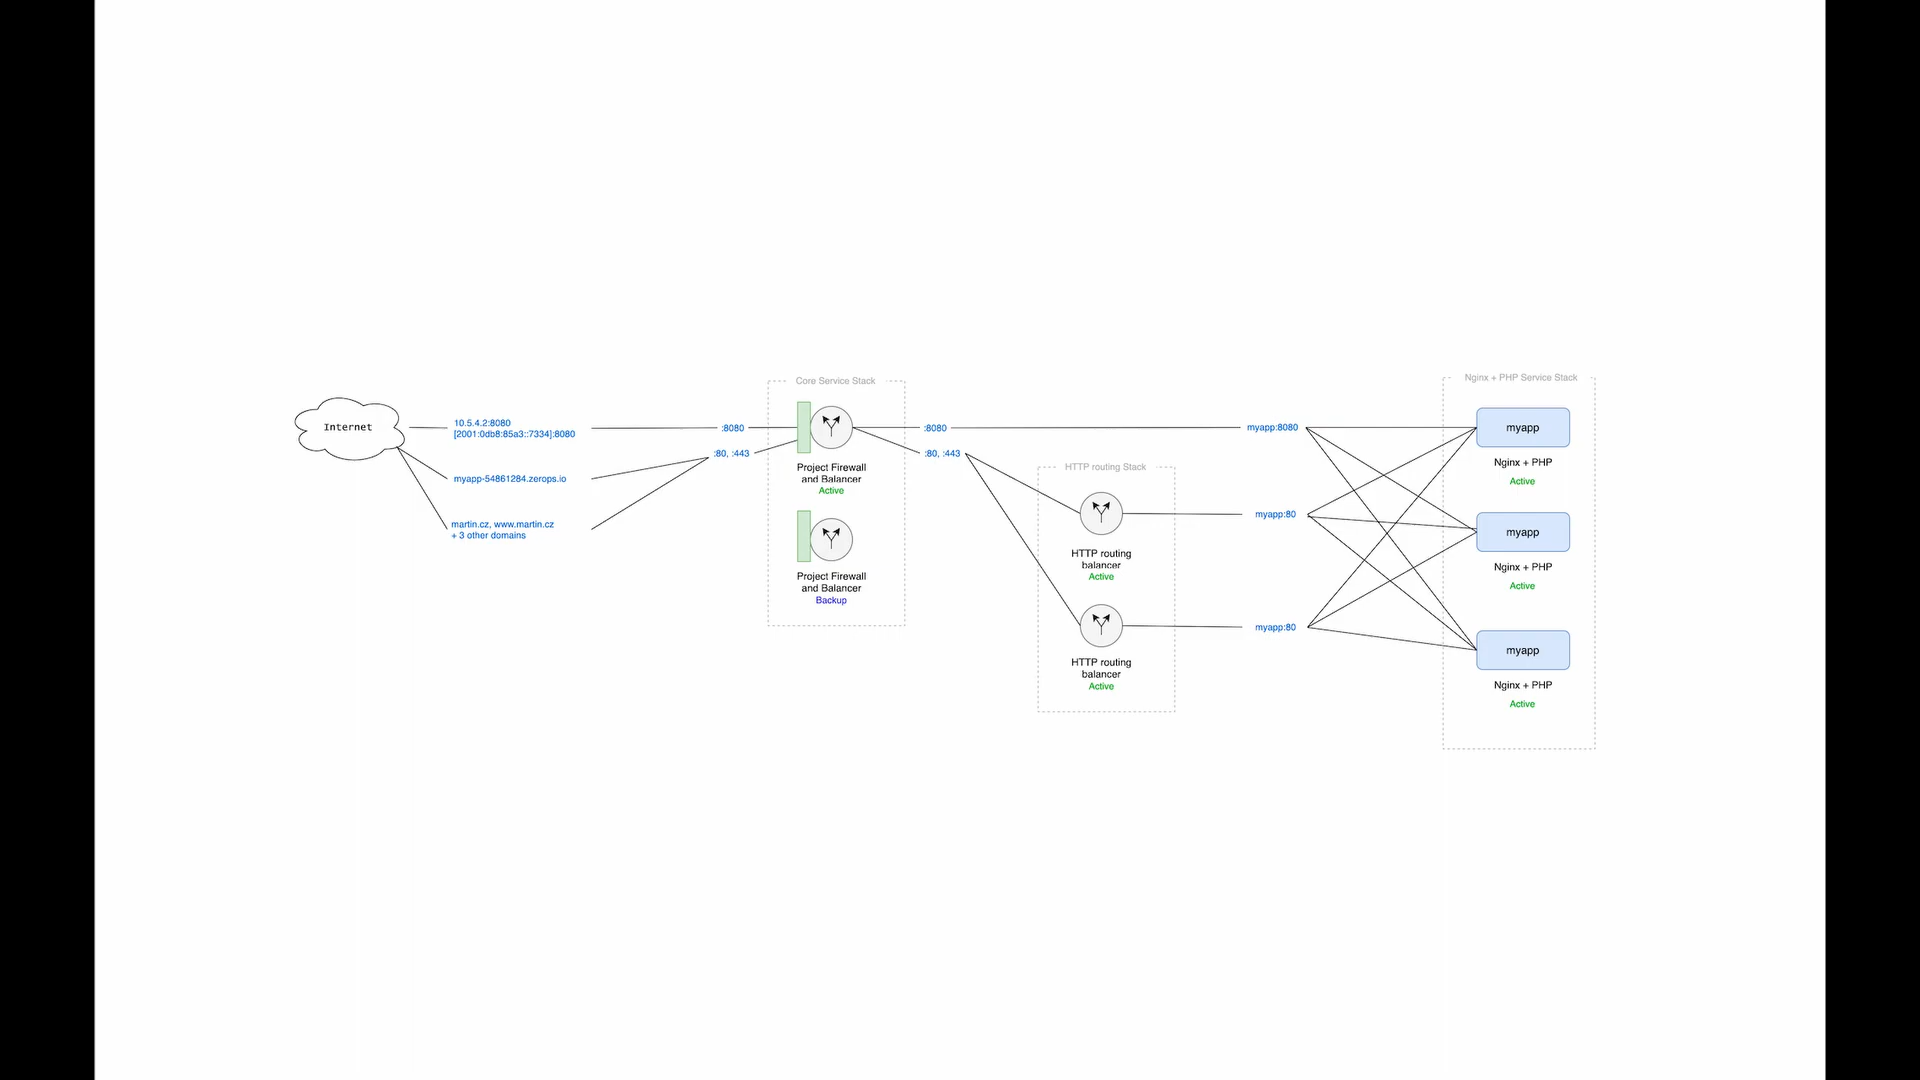 Internet
10.5.4.2:8080
[2001:0db8:85a3::7334]:8080
myapp-54861284.zerops.io
martin.cz, www.martin.cz
+ 3 other domains
:8080
:80, :443
Core Service Stack
Project Firewall
and Balancer
Active
Project Firewall
and Balancer
Backup
:8080
:80, :443
HTTP routing Stack
HTTP routing
balancer
Active
HTTP routing
balancer
Active
myapp:8080
myapp:80
myapp:80
Nginx + PHP Service Stack
myapp
Nginx + PHP
Active
myapp
Nginx + PHP
Active
myapp
Nginx + PHP
Active